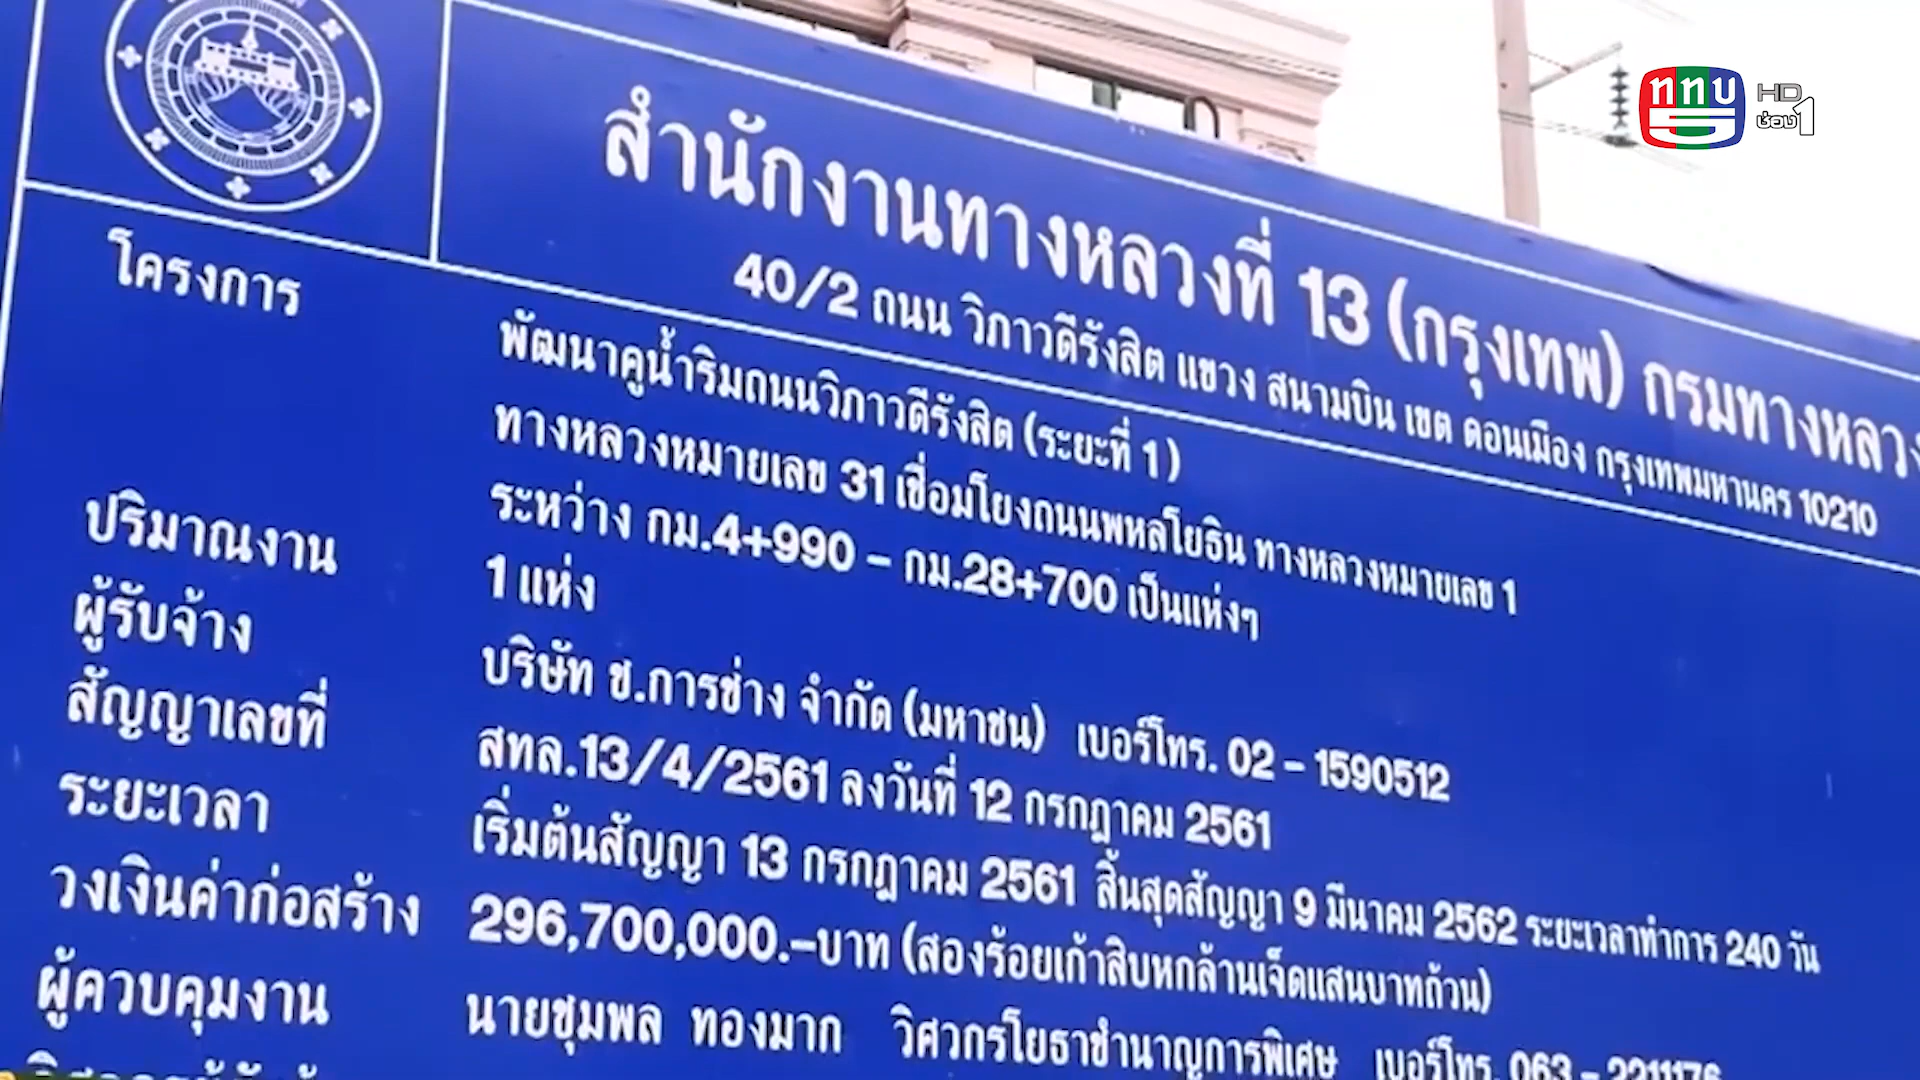 ททบ 5 HD ช่อง 1
สำนักงานทางหลวงที่ 13 (กรุงเทพ) กรมทางหลวง
40/2 ถนน วิภาวดีรังสิต แขวง สนามบิน เขต ดอนเมือง กรุงเทพมหานคร 10210
โครงการ พัฒนาคูน้ำริมถนนวิภาวดีรังสิต (ระยะที่ 1)
ทางหลวงหมายเลข 31 เชื่อมโยงถนนพหลโยธิน ทางหลวงหมายเลข 1
ระหว่าง กม.4+990 – กม.28+700 เป็นแห่งๆ
ปริมาณงาน 1 แห่ง
ผู้รับจ้าง บริษัท ช.การช่าง จำกัด (มหาชน) เบอร์โทร. 02 – 1590512
สัญญาเลขที่ สทล.13/4/2561 ลงวันที่ 12 กรกฎาคม 2561
ระยะเวลา เริ่มต้นสัญญา 13 กรกฎาคม 2561 สิ้นสุดสัญญา 9 มีนาคม 2562 ระยะเวลาทำการ 240 วัน
วงเงินค่าก่อสร้าง 296,700,000.–บาท (สองร้อยเก้าสิบหกล้านเจ็ดแสนบาทถ้วน)
ผู้ควบคุมงาน นายชุมพล ทองมาก วิศวกรโยธาชำนาญการพิเศษ เบอร์โทร. 063 – 2211176